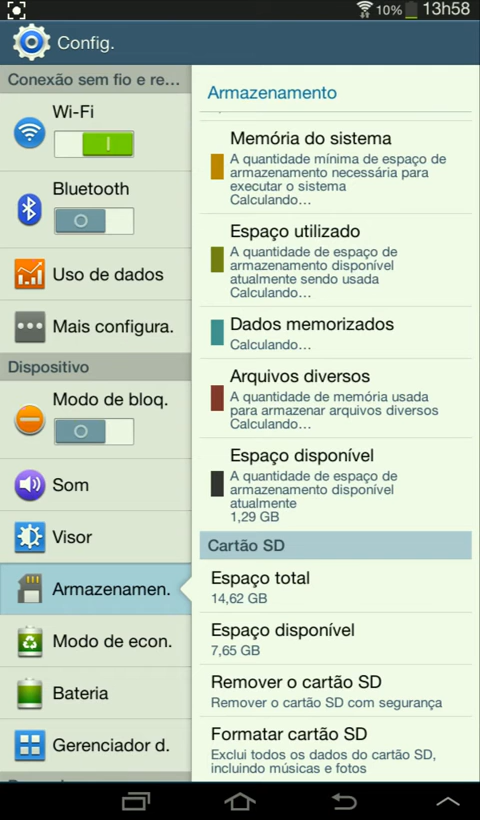 10% 13h58
Config.
Conexão sem fio e re...
Wi-Fi
Bluetooth
Uso de dados
Mais configura.
Dispositivo
Modo de bloq.
Som
Visor
Armazenamen.
Modo de econ.
Bateria
Gerenciador d.
Armazenamento
Memória do sistema
A quantidade mínima de espaço de
armazenamento necessária para
executar o sistema
Calculando...
Espaço utilizado
A quantidade de espaço de
armazenamento disponível
atualmente sendo usada
Calculando...
Dados memorizados
Calculando...
Arquivos diversos
A quantidade de memória usada
para armazenar arquivos diversos
Calculando...
Espaço disponível
A quantidade de espaço de
armazenamento disponível
atualmente
1,29 GB
Cartão SD
Espaço total
14,62 GB
Espaço disponível
7,65 GB
Remover o cartão SD
Remover o cartão SD com segurança
Formatar cartão SD
Exclui todos os dados do cartão SD,
incluindo músicas e fotos